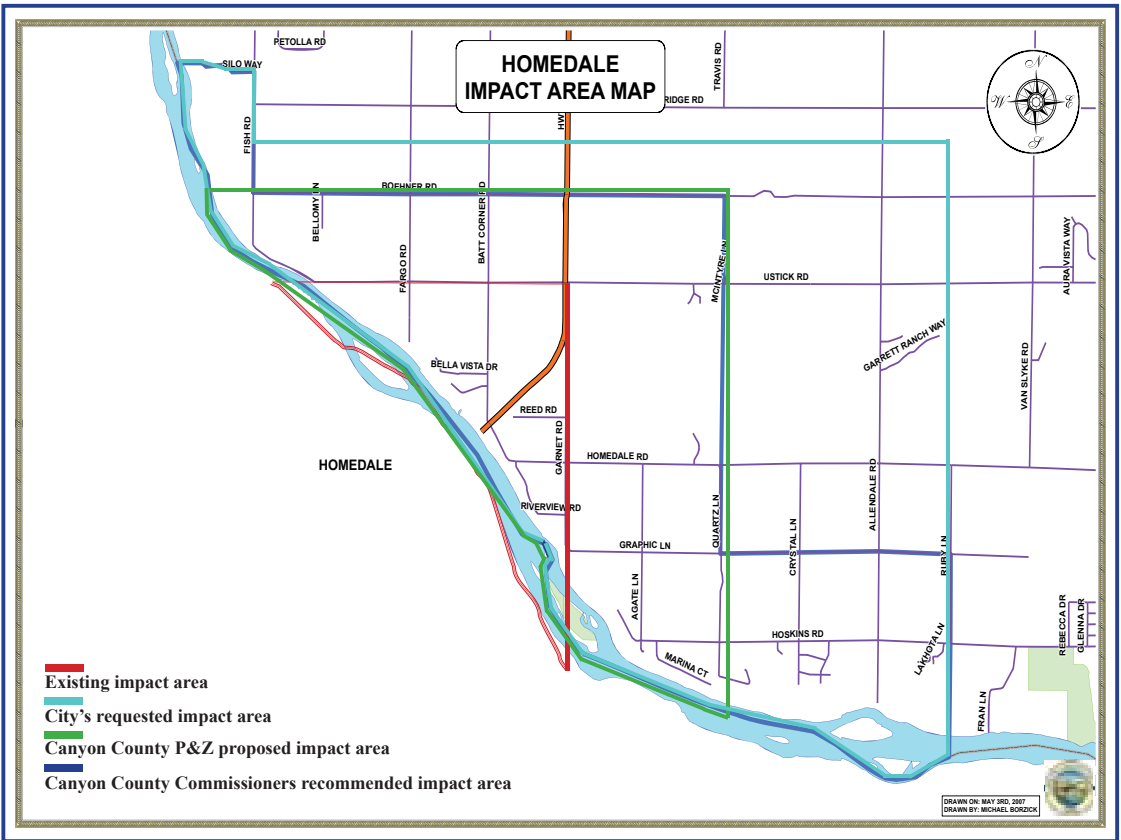 HOMEDALE
IMPACT AREA MAP
N
W
E
S
PETOLLA RD
SILO WAY
FISH RD
TRAVIS RD
RIDGE RD
HW
BOEHNER RD
BELLOMY LN
FARGO RD
BATT CORNER RD
MCINTYRE LN
USTICK RD
AURA VISTA WAY
GARRETT RANCH WAY
VAN SLYKE RD
BELLA VISTA DR
REED RD
GARNET RD
HOMEDALE RD
HOMEDALE
ALLENDALE RD
RIVERVIEW RD
QUARTZ LN
CRYSTAL LN
GRAPHIC LN
RUBY LN
AGATE LN
HOSKINS RD
MARINA CT
LAKHOTA LN
REBECCA DR
GLENNA DR
FRAN LN
Existing impact area
City's requested impact area
Canyon County P&Z proposed impact area
Canyon County Commissioners recommended impact area
DRAWN ON: MAY 3RD, 2007
DRAWN BY: MICHAEL BORZICK